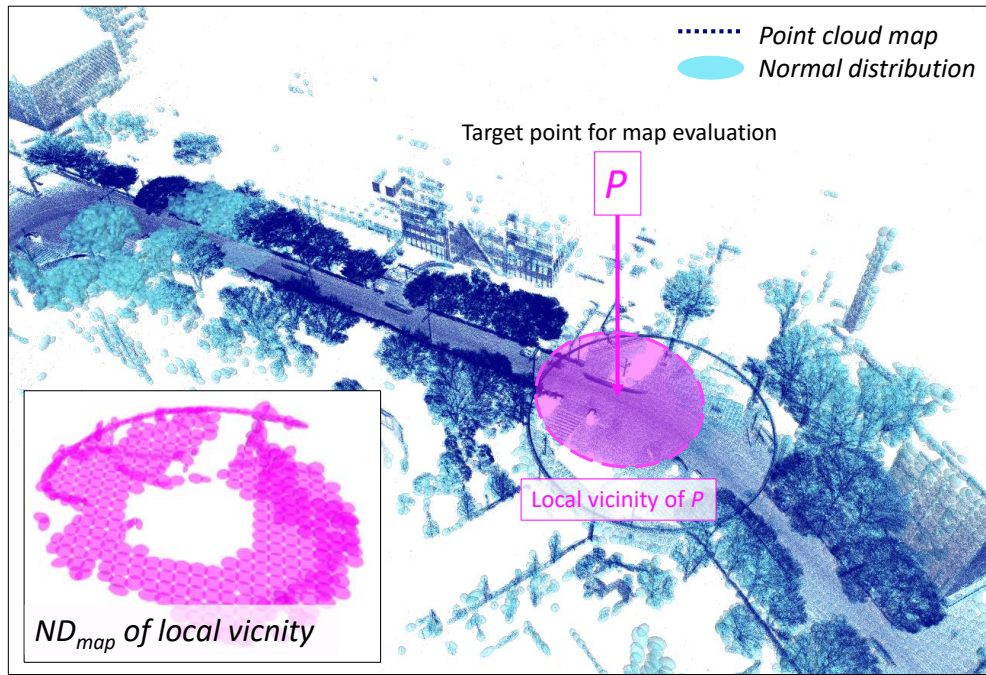 Point cloud map
Normal distribution
Target point for map evaluation
P
Local vicinity of P
ND_map of local vicnity